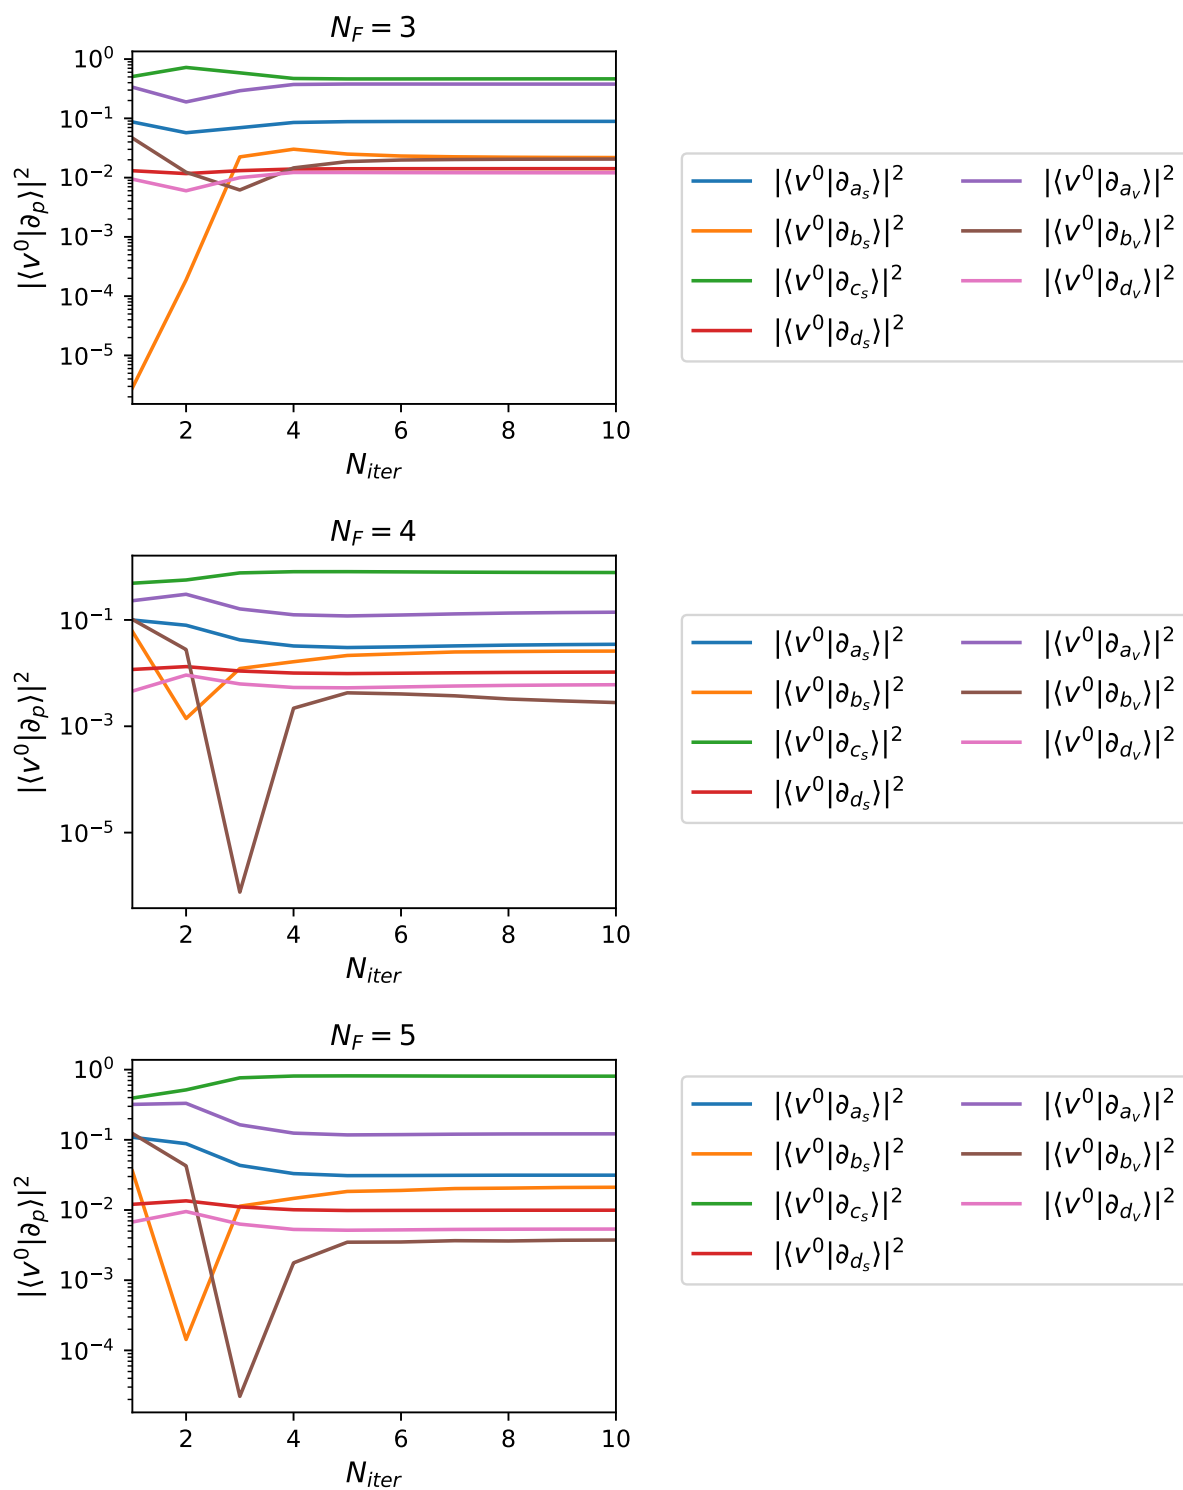 N_F = 3
|⟨v^0|∂_p⟩|^2
10^0
10^{-1}
10^{-2}
10^{-3}
10^{-4}
10^{-5}
2 4 6 8 10
N_{iter}
|⟨v^0|∂_{a_s}⟩|^2 |⟨v^0|∂_{a_v}⟩|^2
|⟨v^0|∂_{b_s}⟩|^2 |⟨v^0|∂_{b_v}⟩|^2
|⟨v^0|∂_{c_s}⟩|^2 |⟨v^0|∂_{d_v}⟩|^2
|⟨v^0|∂_{d_s}⟩|^2
N_F = 4
|⟨v^0|∂_p⟩|^2
10^{-1}
10^{-3}
10^{-5}
2 4 6 8 10
N_{iter}
|⟨v^0|∂_{a_s}⟩|^2 |⟨v^0|∂_{a_v}⟩|^2
|⟨v^0|∂_{b_s}⟩|^2 |⟨v^0|∂_{b_v}⟩|^2
|⟨v^0|∂_{c_s}⟩|^2 |⟨v^0|∂_{d_v}⟩|^2
|⟨v^0|∂_{d_s}⟩|^2
N_F = 5
|⟨v^0|∂_p⟩|^2
10^0
10^{-1}
10^{-2}
10^{-3}
10^{-4}
2 4 6 8 10
N_{iter}
|⟨v^0|∂_{a_s}⟩|^2 |⟨v^0|∂_{a_v}⟩|^2
|⟨v^0|∂_{b_s}⟩|^2 |⟨v^0|∂_{b_v}⟩|^2
|⟨v^0|∂_{c_s}⟩|^2 |⟨v^0|∂_{d_v}⟩|^2
|⟨v^0|∂_{d_s}⟩|^2